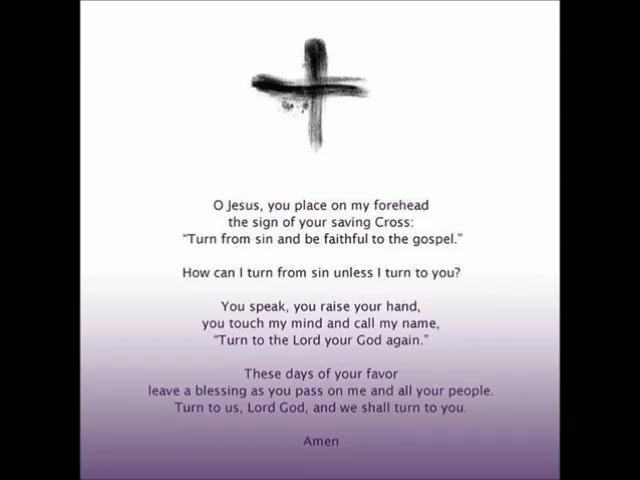 O Jesus, you place on my forehead
the sign of your saving Cross:
“Turn from sin and be faithful to the gospel.”
How can I turn from sin unless I turn to you?
You speak, you raise your hand,
you touch my mind and call my name,
“Turn to the Lord your God again.”
These days of your favor
leave a blessing as you pass on me and all your people.
Turn to us, Lord God, and we shall turn to you.
Amen